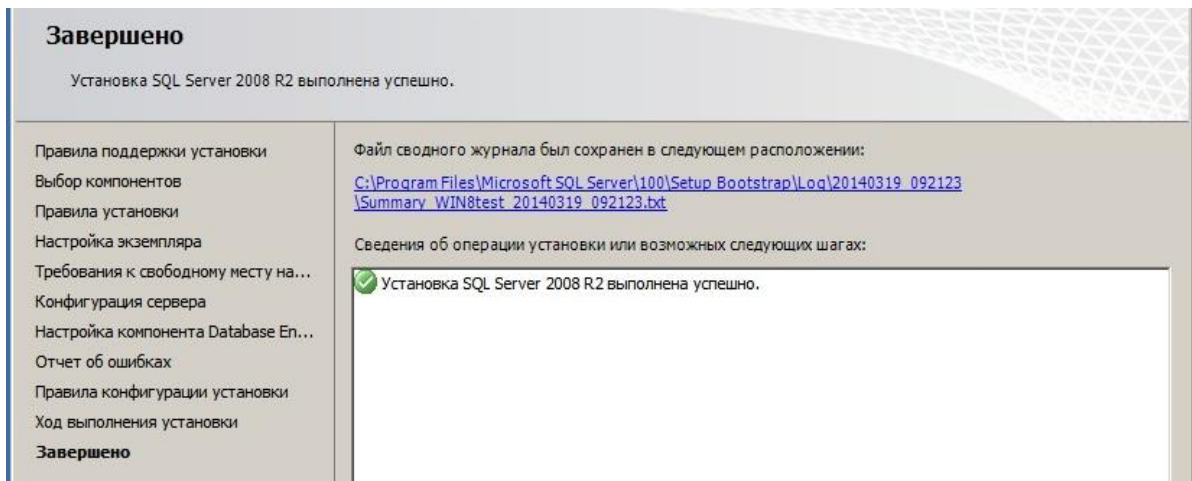 Завершено
Установка SQL Server 2008 R2 выполнена успешно.
Правила поддержки установки
Выбор компонентов
Правила установки
Настройка экземпляра
Требования к свободному месту на...
Конфигурация сервера
Настройка компонента Database En...
Отчет об ошибках
Правила конфигурации установки
Ход выполнения установки
Завершено
Файл сводного журнала был сохранен в следующем расположении:
C:\Program Files\Microsoft SQL Server\100\Setup Bootstrap\Log\20140319_092123
\Summary_WIN8test_20140319_092123.txt
Сведения об операции установки или возможных следующих шагах:
Установка SQL Server 2008 R2 выполнена успешно.